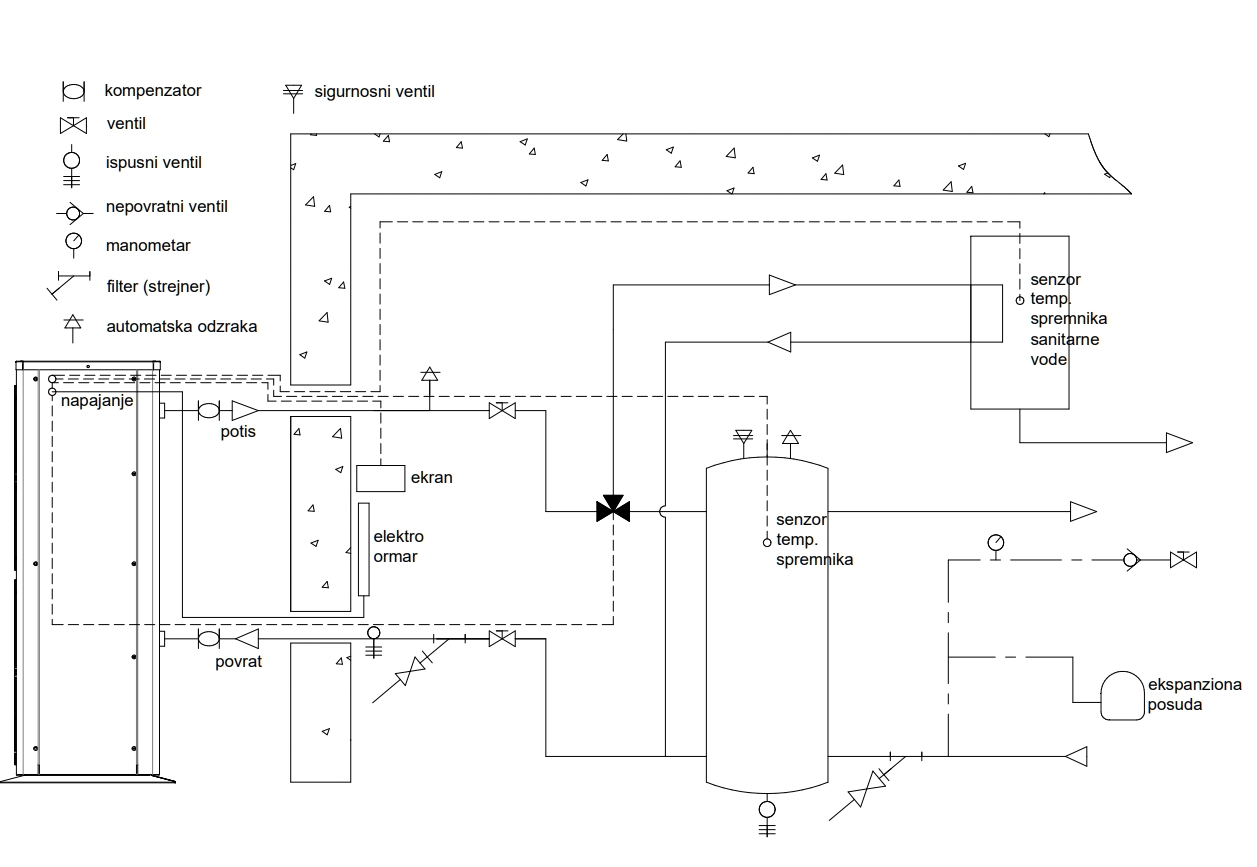 kompenzator
sigurnosni ventil
ventil
ispusni ventil
nepovratni ventil
manometar
filter (strejner)
automatska odzraka
senzor
temp.
spremnika
sanitarne
vode
napajanje
potis
ekran
elektro
ormar
senzor
temp.
spremnika
povrat
ekspanziona
posuda